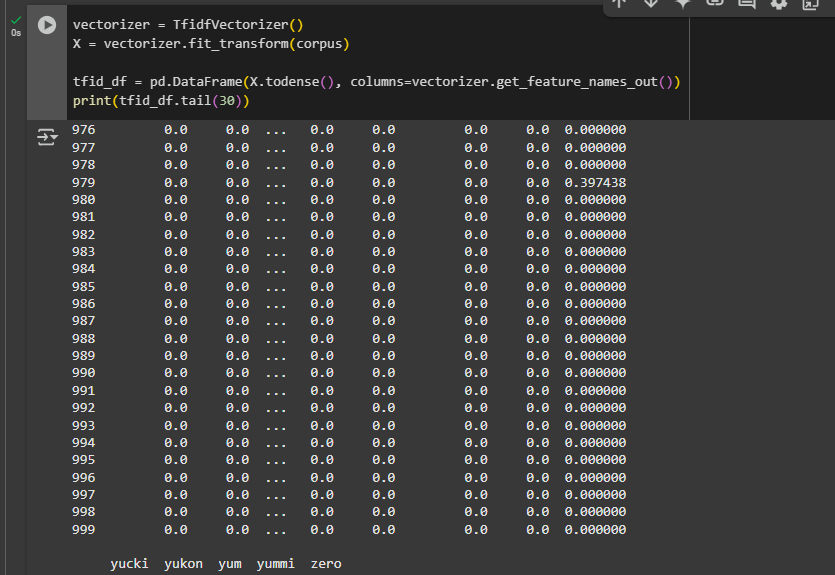 vectorizer = TfidfVectorizer()
X = vectorizer.fit_transform(corpus)
tfid_df = pd.DataFrame(X.todense(), columns=vectorizer.get_feature_names_out())
print(tfid_df.tail(30))
0s
976 0.0 0.0 ... 0.0 0.0 0.0 0.0 0.000000
977 0.0 0.0 ... 0.0 0.0 0.0 0.0 0.000000
978 0.0 0.0 ... 0.0 0.0 0.0 0.0 0.000000
979 0.0 0.0 ... 0.0 0.0 0.0 0.0 0.397438
980 0.0 0.0 ... 0.0 0.0 0.0 0.0 0.000000
981 0.0 0.0 ... 0.0 0.0 0.0 0.0 0.000000
982 0.0 0.0 ... 0.0 0.0 0.0 0.0 0.000000
983 0.0 0.0 ... 0.0 0.0 0.0 0.0 0.000000
984 0.0 0.0 ... 0.0 0.0 0.0 0.0 0.000000
985 0.0 0.0 ... 0.0 0.0 0.0 0.0 0.000000
986 0.0 0.0 ... 0.0 0.0 0.0 0.0 0.000000
987 0.0 0.0 ... 0.0 0.0 0.0 0.0 0.000000
988 0.0 0.0 ... 0.0 0.0 0.0 0.0 0.000000
989 0.0 0.0 ... 0.0 0.0 0.0 0.0 0.000000
990 0.0 0.0 ... 0.0 0.0 0.0 0.0 0.000000
991 0.0 0.0 ... 0.0 0.0 0.0 0.0 0.000000
992 0.0 0.0 ... 0.0 0.0 0.0 0.0 0.000000
993 0.0 0.0 ... 0.0 0.0 0.0 0.0 0.000000
994 0.0 0.0 ... 0.0 0.0 0.0 0.0 0.000000
995 0.0 0.0 ... 0.0 0.0 0.0 0.0 0.000000
996 0.0 0.0 ... 0.0 0.0 0.0 0.0 0.000000
997 0.0 0.0 ... 0.0 0.0 0.0 0.0 0.000000
998 0.0 0.0 ... 0.0 0.0 0.0 0.0 0.000000
999 0.0 0.0 ... 0.0 0.0 0.0 0.0 0.000000
yucki yukon yum yummi zero